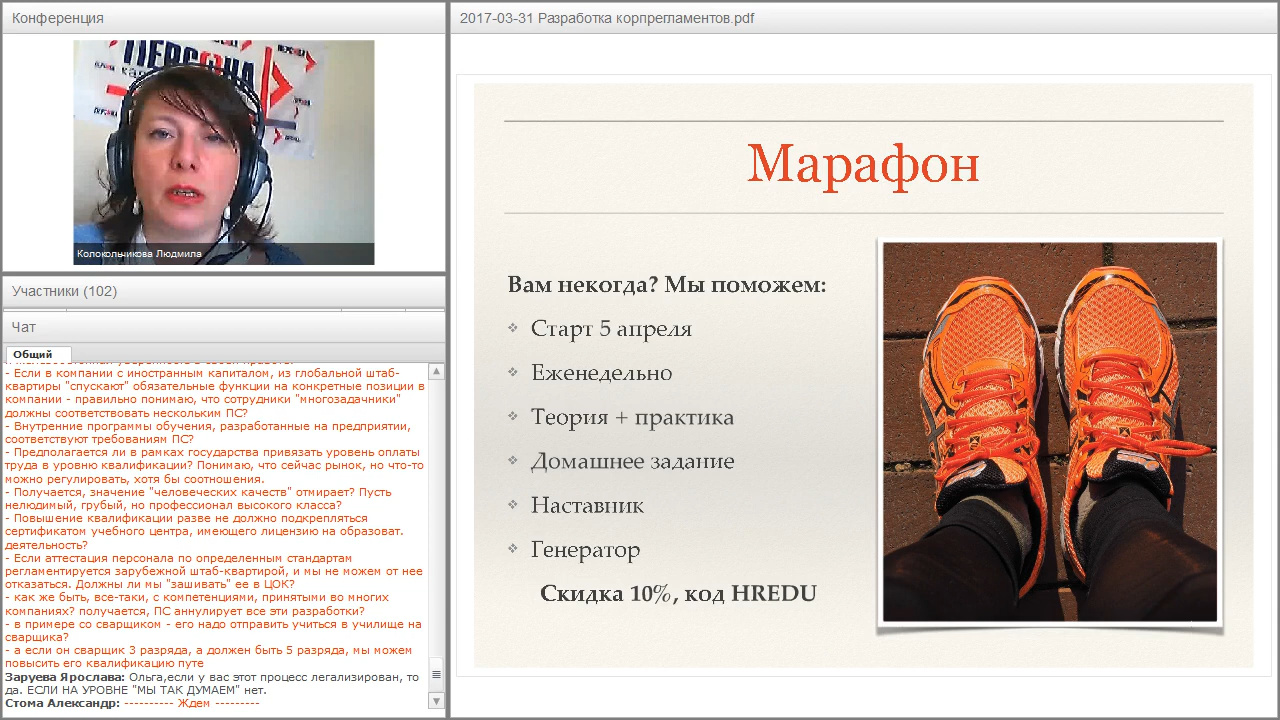 Конференция
ПЕРСОНА
Колокольчикова Людмила
Участники (102)
Чат
Общий
- Если в компании с иностранным капиталом, из глобальной штаб-
квартиры "спускают" обязательные функции на конкретные позиции в
компании - правильно понимаю, что сотрудники "многозадачники"
должны соответствовать нескольким ПС?
- Внутренние программы обучения, разработанные на предприятии,
соответствуют требованиям ПС?
- Предполагается ли в рамках государства привязать уровень оплаты
труда в уровню квалификации? Понимаю, что сейчас рынок, но что-то
можно регулировать, хотя бы соотношения.
- Получается, значение "человеческих качеств" отмирает? Пусть
нелюдимый, грубый, но профессионал высокого класса?
- Повышение квалификации разве не должно подкрепляться
сертификатом учебного центра, имеющего лицензию на образоват.
деятельность?
- Если аттестация персонала по определенным стандартам
регламентируется зарубежной штаб-квартирой, и мы не можем от нее
отказаться. Должны ли мы "зашивать" ее в ЦОК?
- как же быть, все-таки, с компетенциями, принятыми во многих
компаниях? получается, ПС аннулирует все эти разработки?
- в примере со сварщиком - его надо отправить учиться в училище на
сварщика?
- а если он сварщик 3 разряда, а должен быть 5 разряда, мы можем
повысить его квалификацию путе
Заруева Ярослава: Ольга,если у вас этот процесс легализирован, то
да. ЕСЛИ НА УРОВНЕ "МЫ ТАК ДУМАЕМ" нет.
Стома Александр: ---------- Ждем ---------
2017-03-31 Разработка корпрегламентов.pdf
Марафон
Вам некогда? Мы поможем:
Старт 5 апреля
Еженедельно
Теория + практика
Домашнее задание
Наставник
Генератор
Скидка 10%, код HREDU